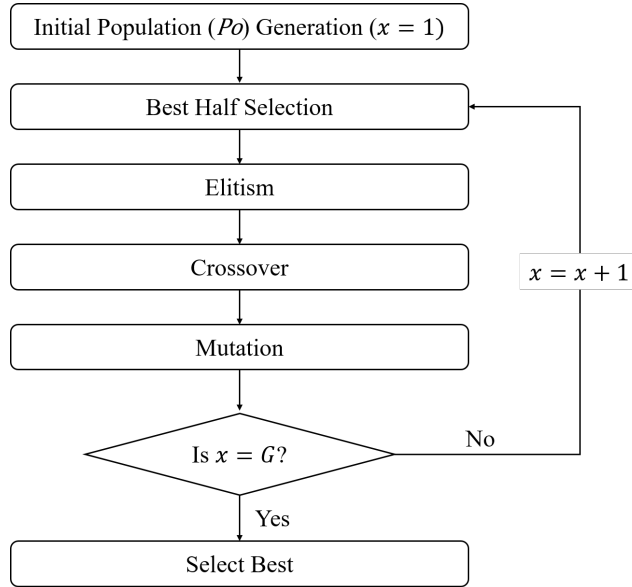 Initial Population (Po) Generation (x = 1)
Best Half Selection
Elitism
Crossover
x = x + 1
Mutation
Is x = G?
No
Yes
Select Best